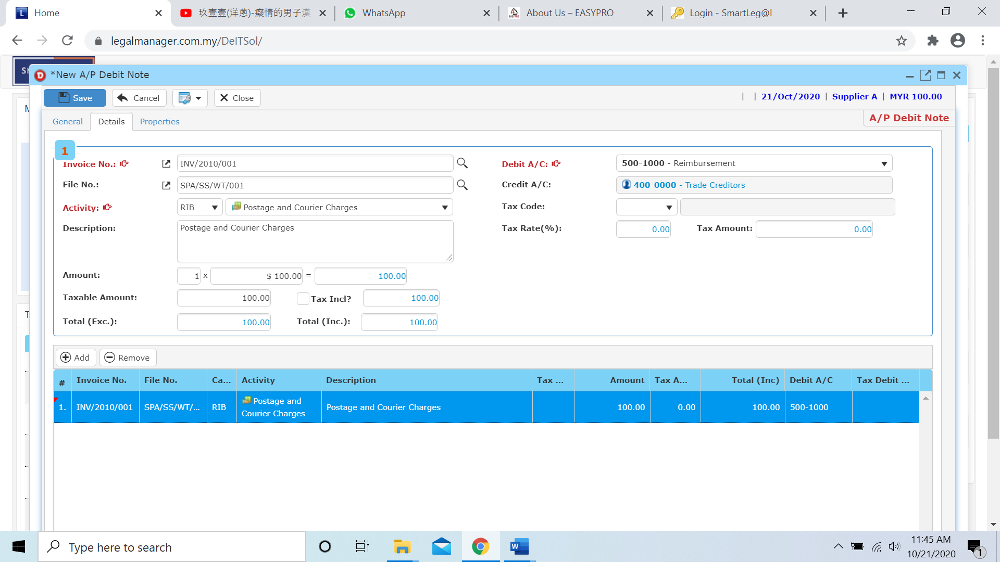 Home
玖壹壹(洋蔥)-癡情的男子漢
WhatsApp
About Us – EASYPRO
Login - SmartLeg@l
legalmanager.com.my/DeITSol/
*New A/P Debit Note
Save
Cancel
Close
| | 21/Oct/2020 | Supplier A | MYR 100.00
General
Details
Properties
A/P Debit Note
1
Invoice No.:
INV/2010/001
Debit A/C:
500-1000 - Reimbursement
File No.:
SPA/SS/WT/001
Credit A/C:
400-0000 - Trade Creditors
Activity:
RIB
Postage and Courier Charges
Tax Code:
Description:
Postage and Courier Charges
Tax Rate(%):
0.00
Tax Amount:
0.00
Amount:
1 x $ 100.00 = 100.00
Taxable Amount:
100.00
Tax Incl?
100.00
Total (Exc.):
100.00
Total (Inc.):
100.00
Add
Remove
# Invoice No. File No. Ca... Activity Description Tax ... Amount Tax A... Total (Inc) Debit A/C Tax Debit ...
1. INV/2010/001 SPA/SS/WT/... RIB Postage and Courier Charges Postage and Courier Charges 100.00 0.00 100.00 500-1000
Type here to search
11:45 AM
10/21/2020
1